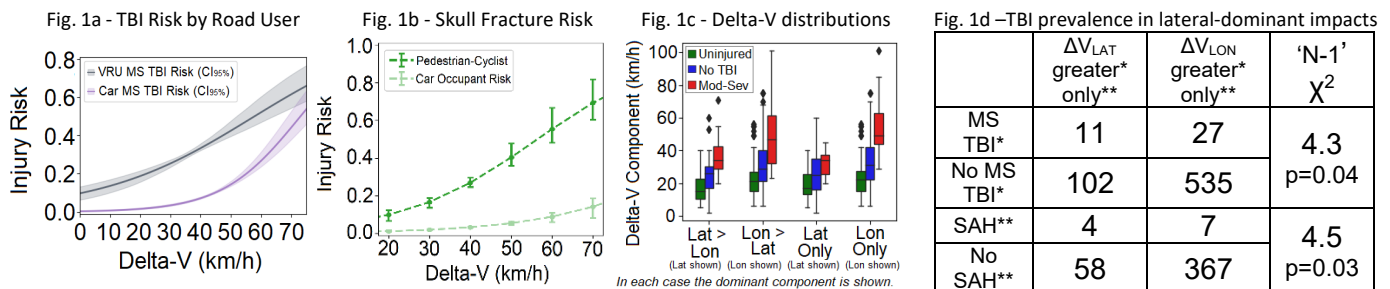 Fig. 1a - TBI Risk by Road User
VRU MS TBI Risk (CI95%)
Car MS TBI Risk (CI95%)
Injury Risk
0.8
0.6
0.4
0.2
0.0
0 10 20 30 40 50 60 70
Delta-V (km/h)
Fig. 1b - Skull Fracture Risk
Pedestrian-Cyclist
Car Occupant Risk
Injury Risk
1.0
0.8
0.6
0.4
0.2
0.0
20 30 40 50 60 70
Delta-V (km/h)
Fig. 1c - Delta-V distributions
Uninjured
No TBI
Mod-Sev
Delta-V Component (km/h)
100
80
60
40
20
0
Lat > Lon (Lat shown)
Lon > Lat (Lon shown)
Lat Only (Lat shown)
Lon Only (Lon shown)
In each case the dominant component is shown.
Fig. 1d –TBI prevalence in lateral-dominant impacts
ΔVLAT greater* only**
ΔVLON greater* only**
‘N-1’ χ2
MS TBI* 11 27
4.3 p=0.04
No MS TBI* 102 535
SAH** 4 7
4.5 p=0.03
No SAH** 58 367